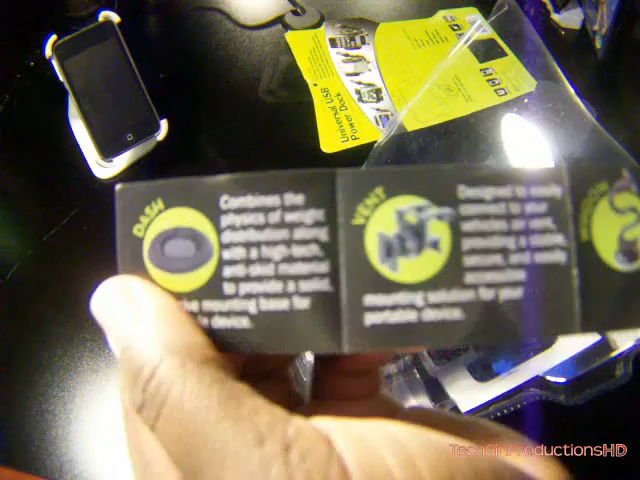 Universal USB
Power Dock
DASH
Combines the
physics of weight
distribution along
with a high-tech,
anti-skid material
to provide a solid,
mounting base for
device.
VENT
Designed to easily
connect to your
vehicles air vent,
providing a stable,
secure, and easily
accessible
mounting solution for your
portable device.
WINDOW
TechGirlProductionsHD